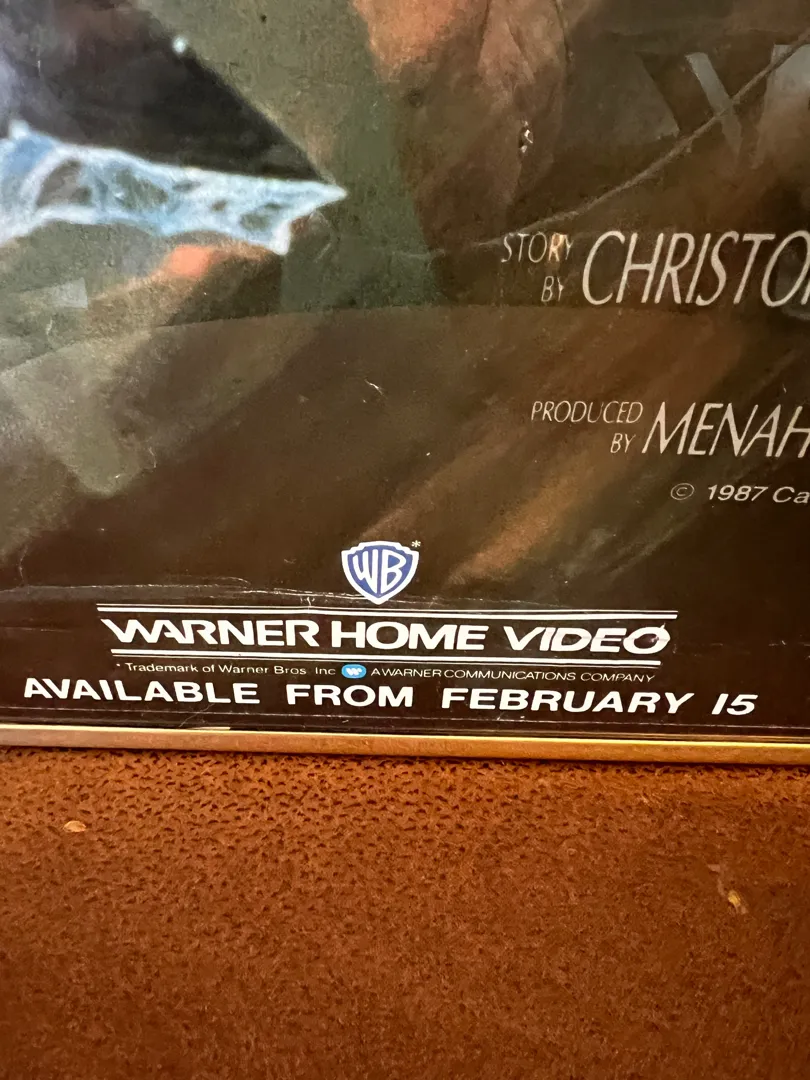 STORY BY CHRISTO
PRODUCED BY MENAH
© 1987 Ca
WB*
WARNER HOME VIDEO
* Trademark of Warner Bros. Inc W A WARNER COMMUNICATIONS COMPANY
AVAILABLE FROM FEBRUARY 15